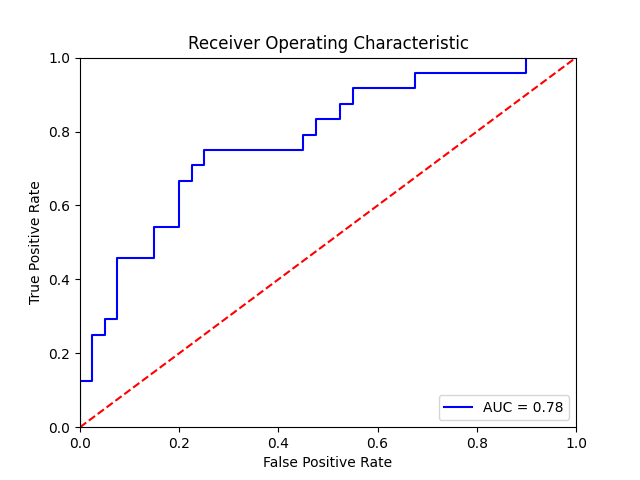 Receiver Operating Characteristic
1.0
0.8
0.6
0.4
0.2
0.0
True Positive Rate
AUC = 0.78
0.0 0.2 0.4 0.6 0.8 1.0
False Positive Rate